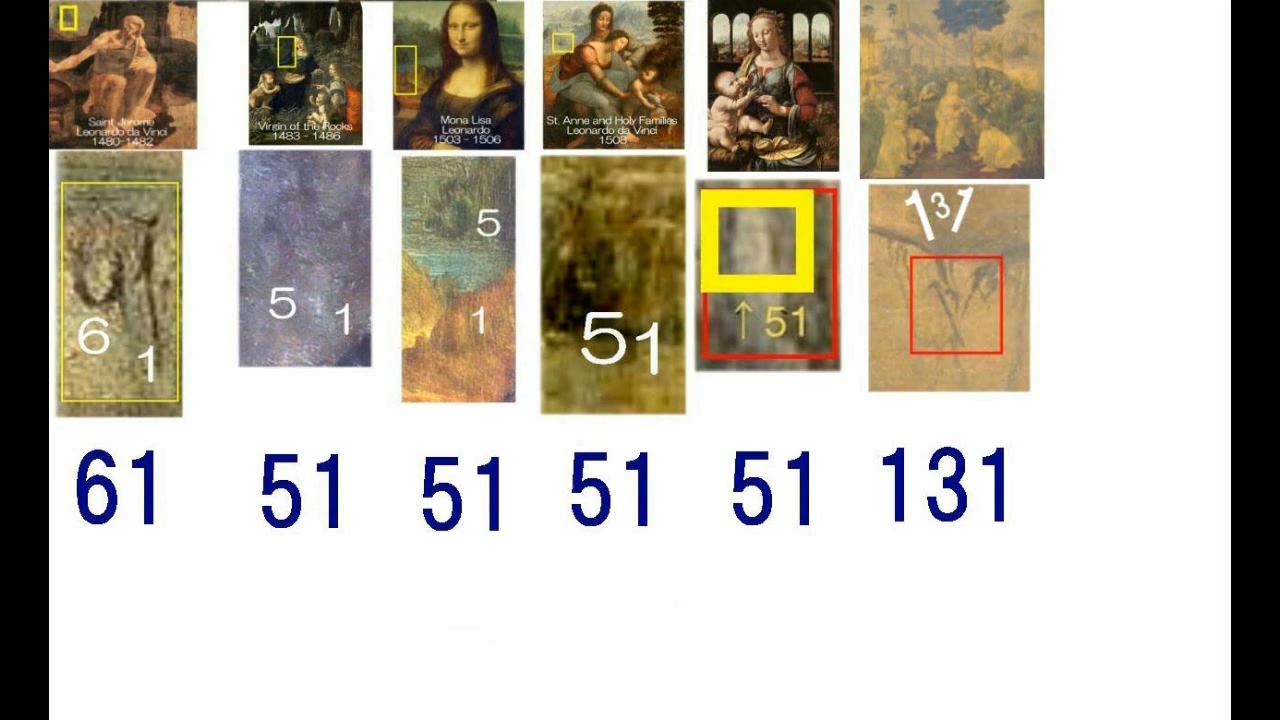 Saint Jerome
Leonardo da Vinci
1480-1482
Virgin of the Rocks
1483 - 1486
Mona Lisa
Leonardo
1503 - 1506
St. Anne and Holy Families
Leonardo da Vinci
1508
6 1
5 1
5
1
51
↑ 51
131
61 51 51 51 51 131